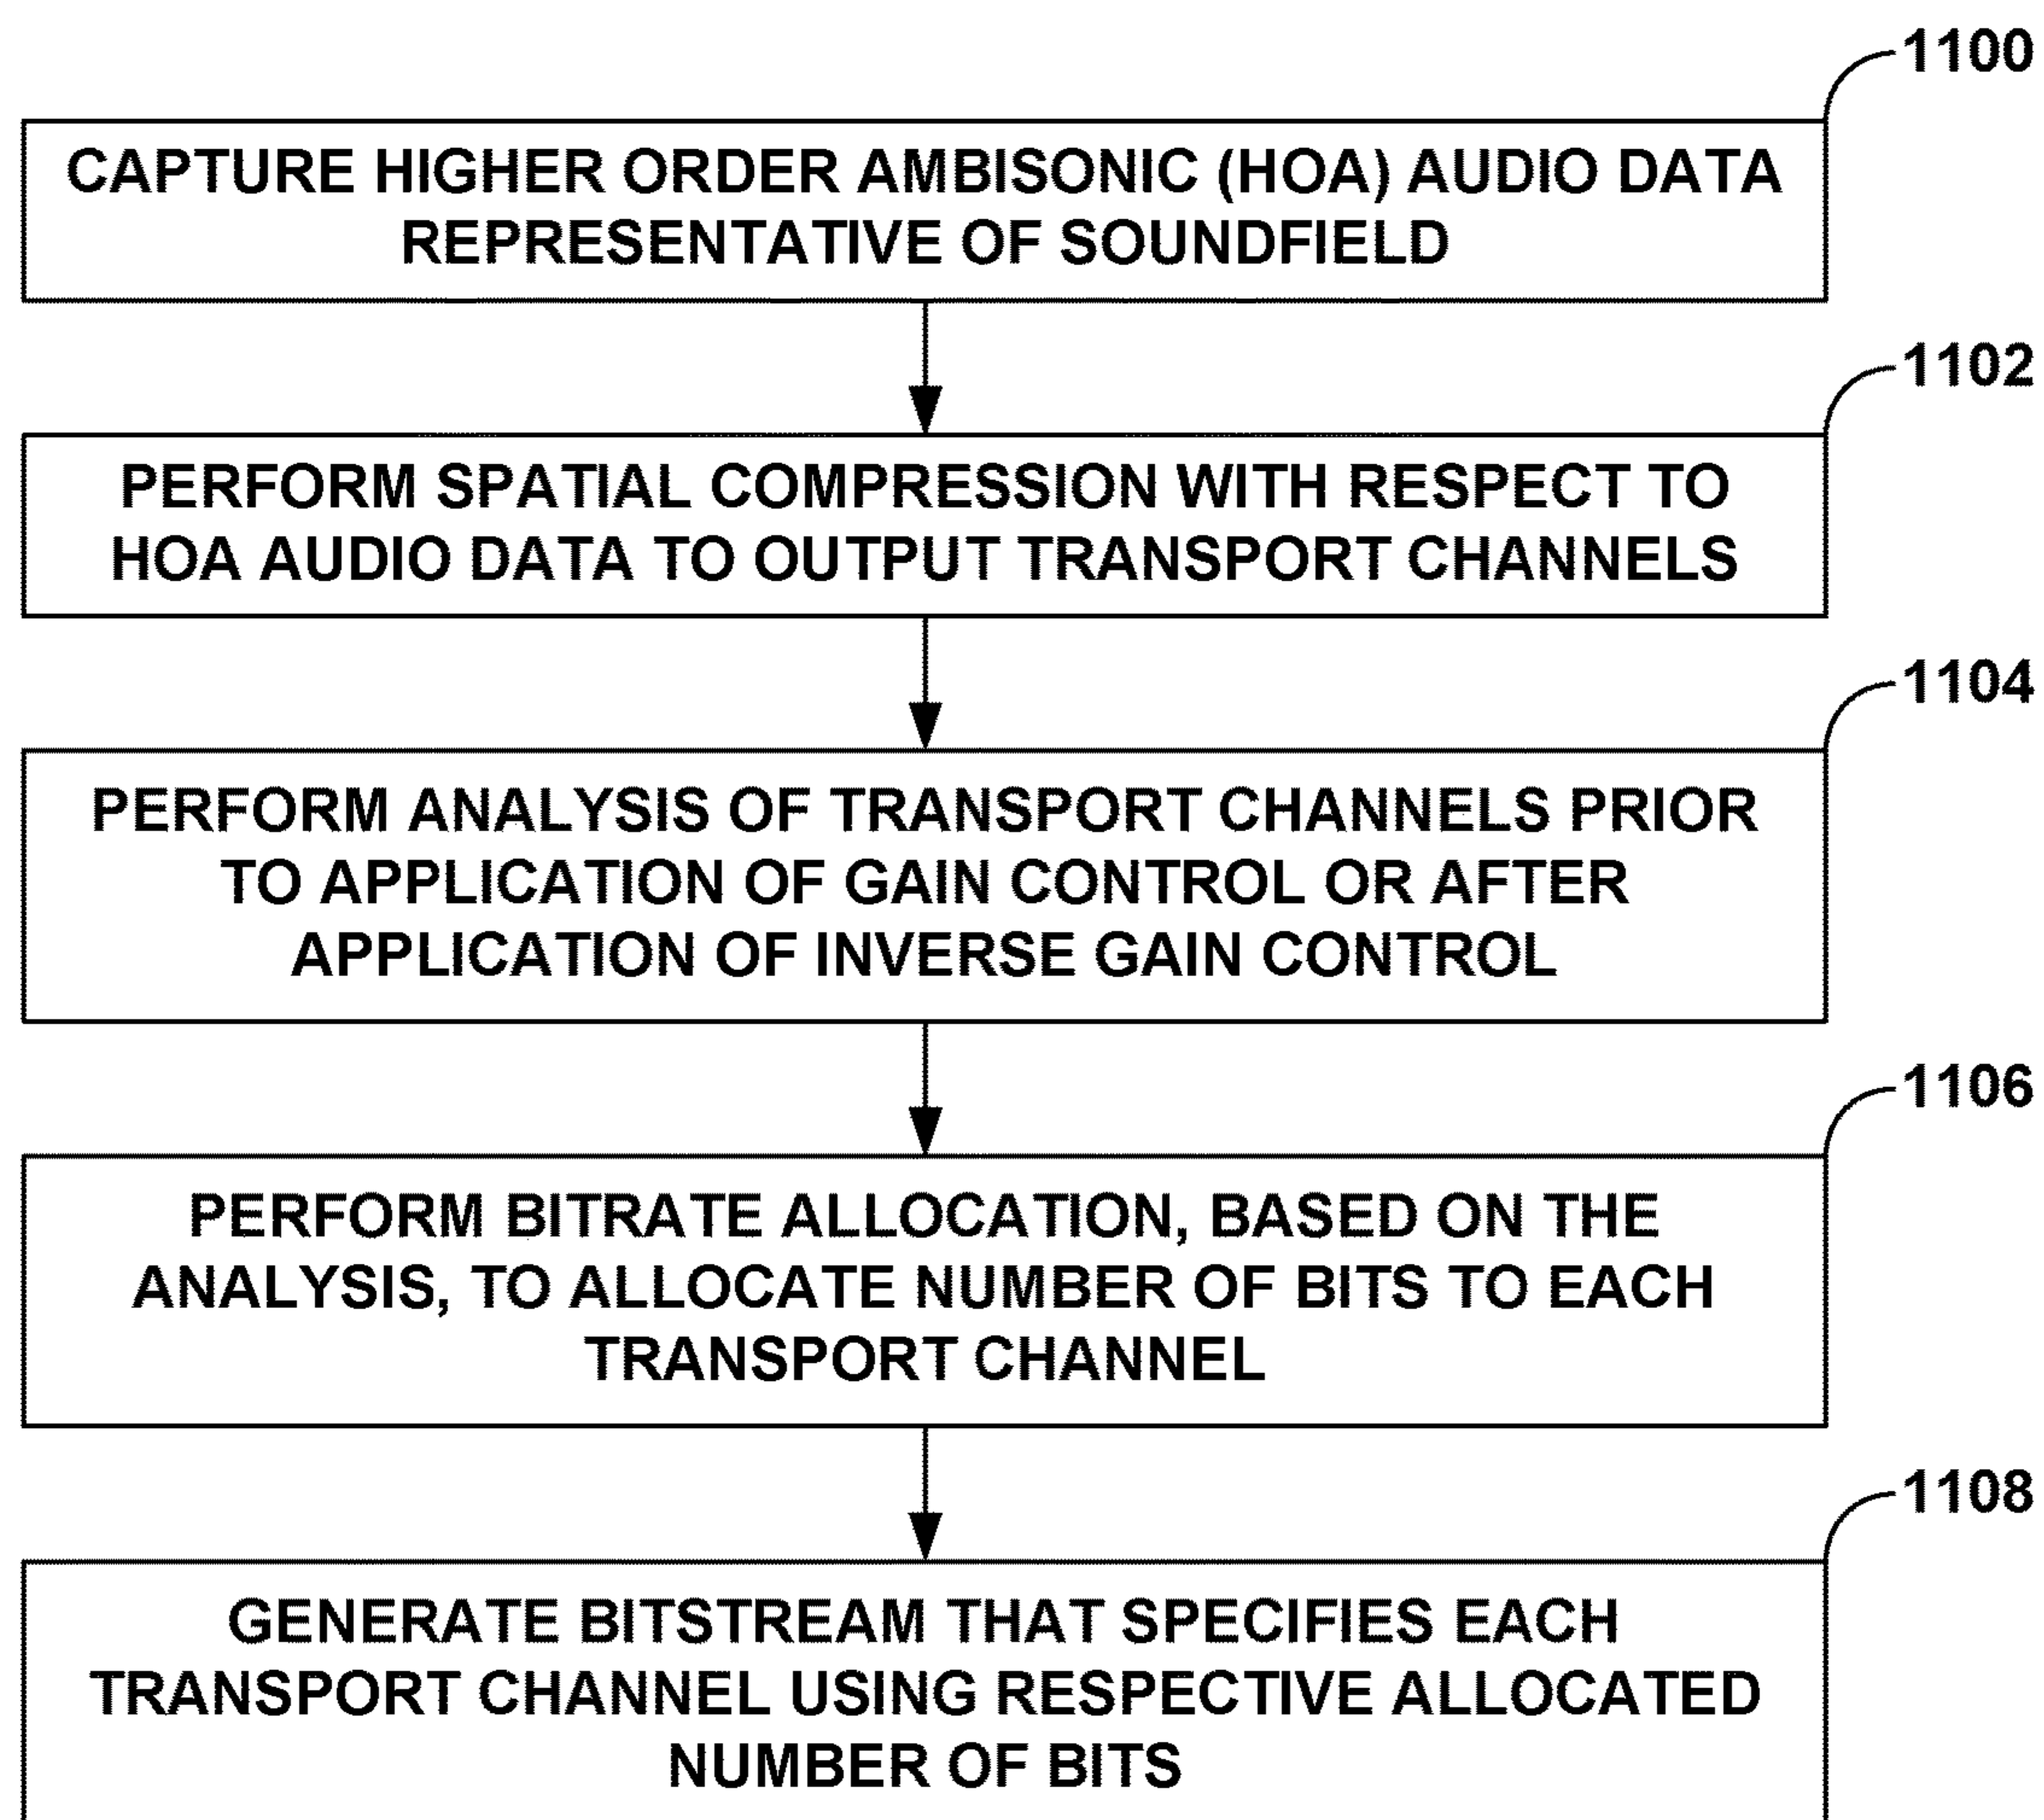 1100
CAPTURE HIGHER ORDER AMBISONIC (HOA) AUDIO DATA
REPRESENTATIVE OF SOUNDFIELD
1102
PERFORM SPATIAL COMPRESSION WITH RESPECT TO
HOA AUDIO DATA TO OUTPUT TRANSPORT CHANNELS
1104
PERFORM ANALYSIS OF TRANSPORT CHANNELS PRIOR
TO APPLICATION OF GAIN CONTROL OR AFTER
APPLICATION OF INVERSE GAIN CONTROL
1106
PERFORM BITRATE ALLOCATION, BASED ON THE
ANALYSIS, TO ALLOCATE NUMBER OF BITS TO EACH
TRANSPORT CHANNEL
1108
GENERATE BITSTREAM THAT SPECIFIES EACH
TRANSPORT CHANNEL USING RESPECTIVE ALLOCATED
NUMBER OF BITS